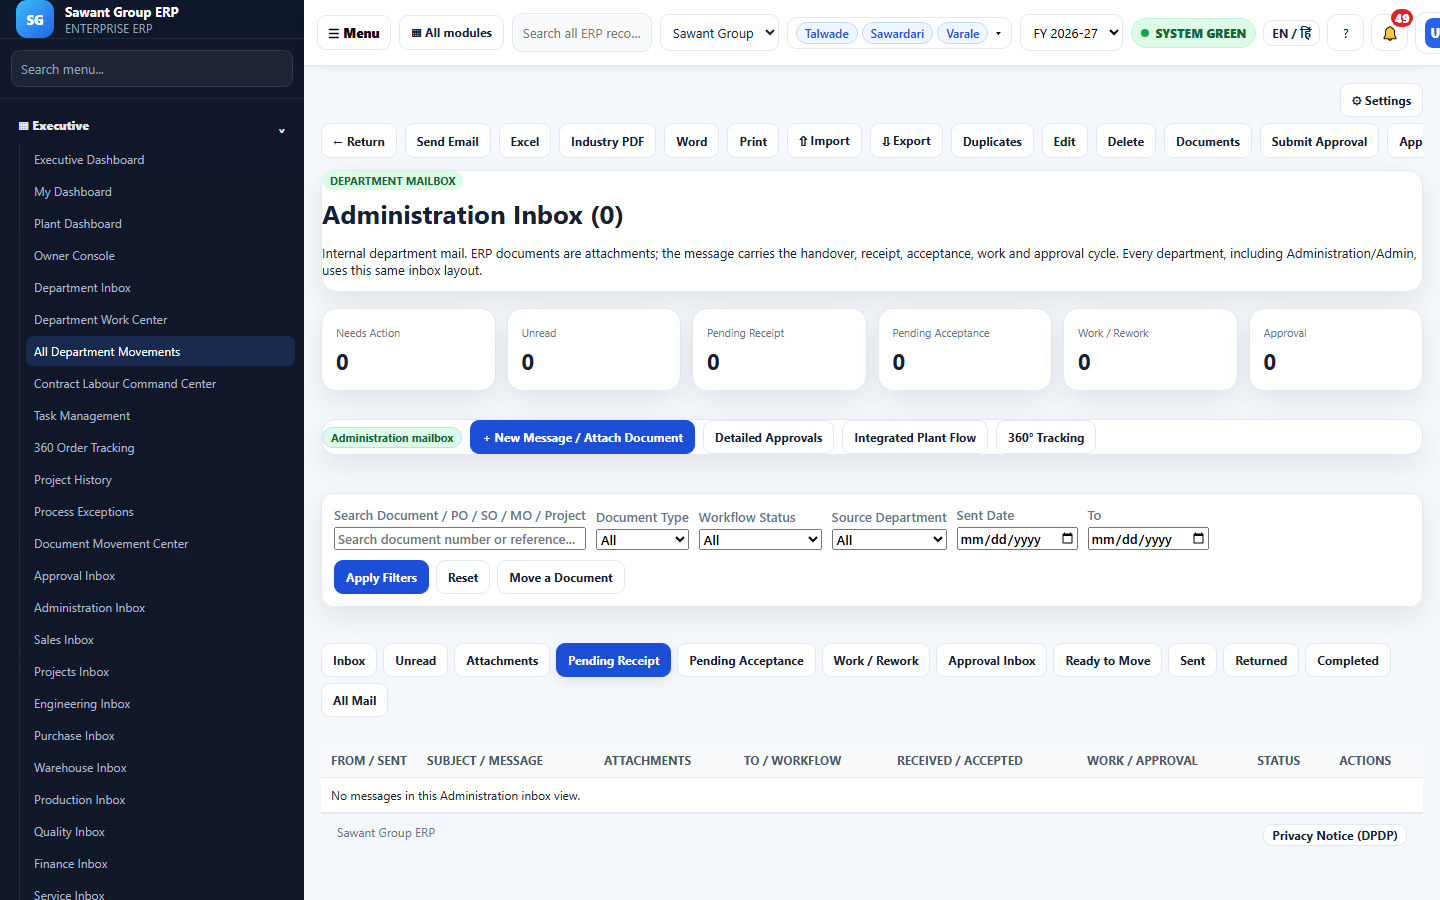 SG
Sawant Group ERP
ENTERPRISE ERP
Search menu...
Executive
Executive Dashboard
My Dashboard
Plant Dashboard
Owner Console
Department Inbox
Department Work Center
All Department Movements
Contract Labour Command Center
Task Management
360 Order Tracking
Project History
Process Exceptions
Document Movement Center
Approval Inbox
Administration Inbox
Sales Inbox
Projects Inbox
Engineering Inbox
Purchase Inbox
Warehouse Inbox
Production Inbox
Quality Inbox
Finance Inbox
Service Inbox
☰ Menu
All modules
Search all ERP reco...
Sawant Group
Talwade
Sawardari
Varale
FY 2026-27
SYSTEM GREEN
EN / हिं
?
49
U
⚙ Settings
← Return
Send Email
Excel
Industry PDF
Word
Print
⇧ Import
⇩ Export
Duplicates
Edit
Delete
Documents
Submit Approval
App
DEPARTMENT MAILBOX
Administration Inbox (0)
Internal department mail. ERP documents are attachments; the message carries the handover, receipt, acceptance, work and approval cycle. Every department, including Administration/Admin,
uses this same inbox layout.
Needs Action
0
Unread
0
Pending Receipt
0
Pending Acceptance
0
Work / Rework
0
Approval
0
Administration mailbox
+ New Message / Attach Document
Detailed Approvals
Integrated Plant Flow
360° Tracking
Search Document / PO / SO / MO / Project
Search document number or reference...
Document Type
All
Workflow Status
All
Source Department
All
Sent Date
mm/dd/yyyy
To
mm/dd/yyyy
Apply Filters
Reset
Move a Document
Inbox
Unread
Attachments
Pending Receipt
Pending Acceptance
Work / Rework
Approval Inbox
Ready to Move
Sent
Returned
Completed
All Mail
FROM / SENT SUBJECT / MESSAGE ATTACHMENTS TO / WORKFLOW RECEIVED / ACCEPTED WORK / APPROVAL STATUS ACTIONS
No messages in this Administration inbox view.
Sawant Group ERP
Privacy Notice (DPDP)